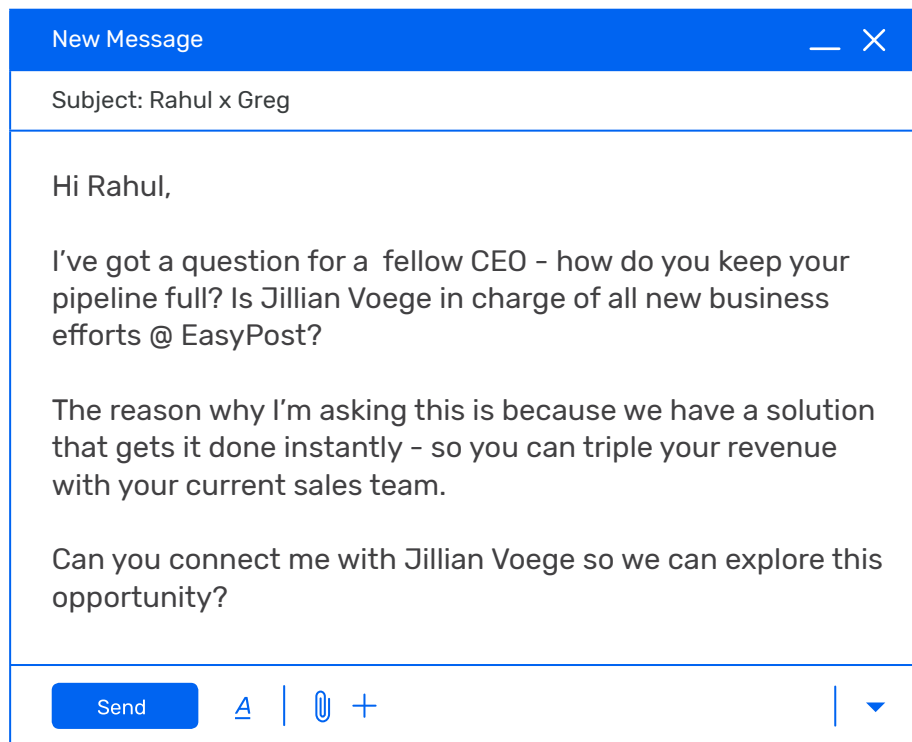 New Message
Subject: Rahul x Greg
Hi Rahul,
I’ve got a question for a  fellow CEO - how do you keep your
pipeline full? Is Jillian Voege in charge of all new business
efforts @ EasyPost?
The reason why I’m asking this is because we have a solution
that gets it done instantly - so you can triple your revenue
with your current sales team.
Can you connect me with Jillian Voege so we can explore this
opportunity?
Send
A